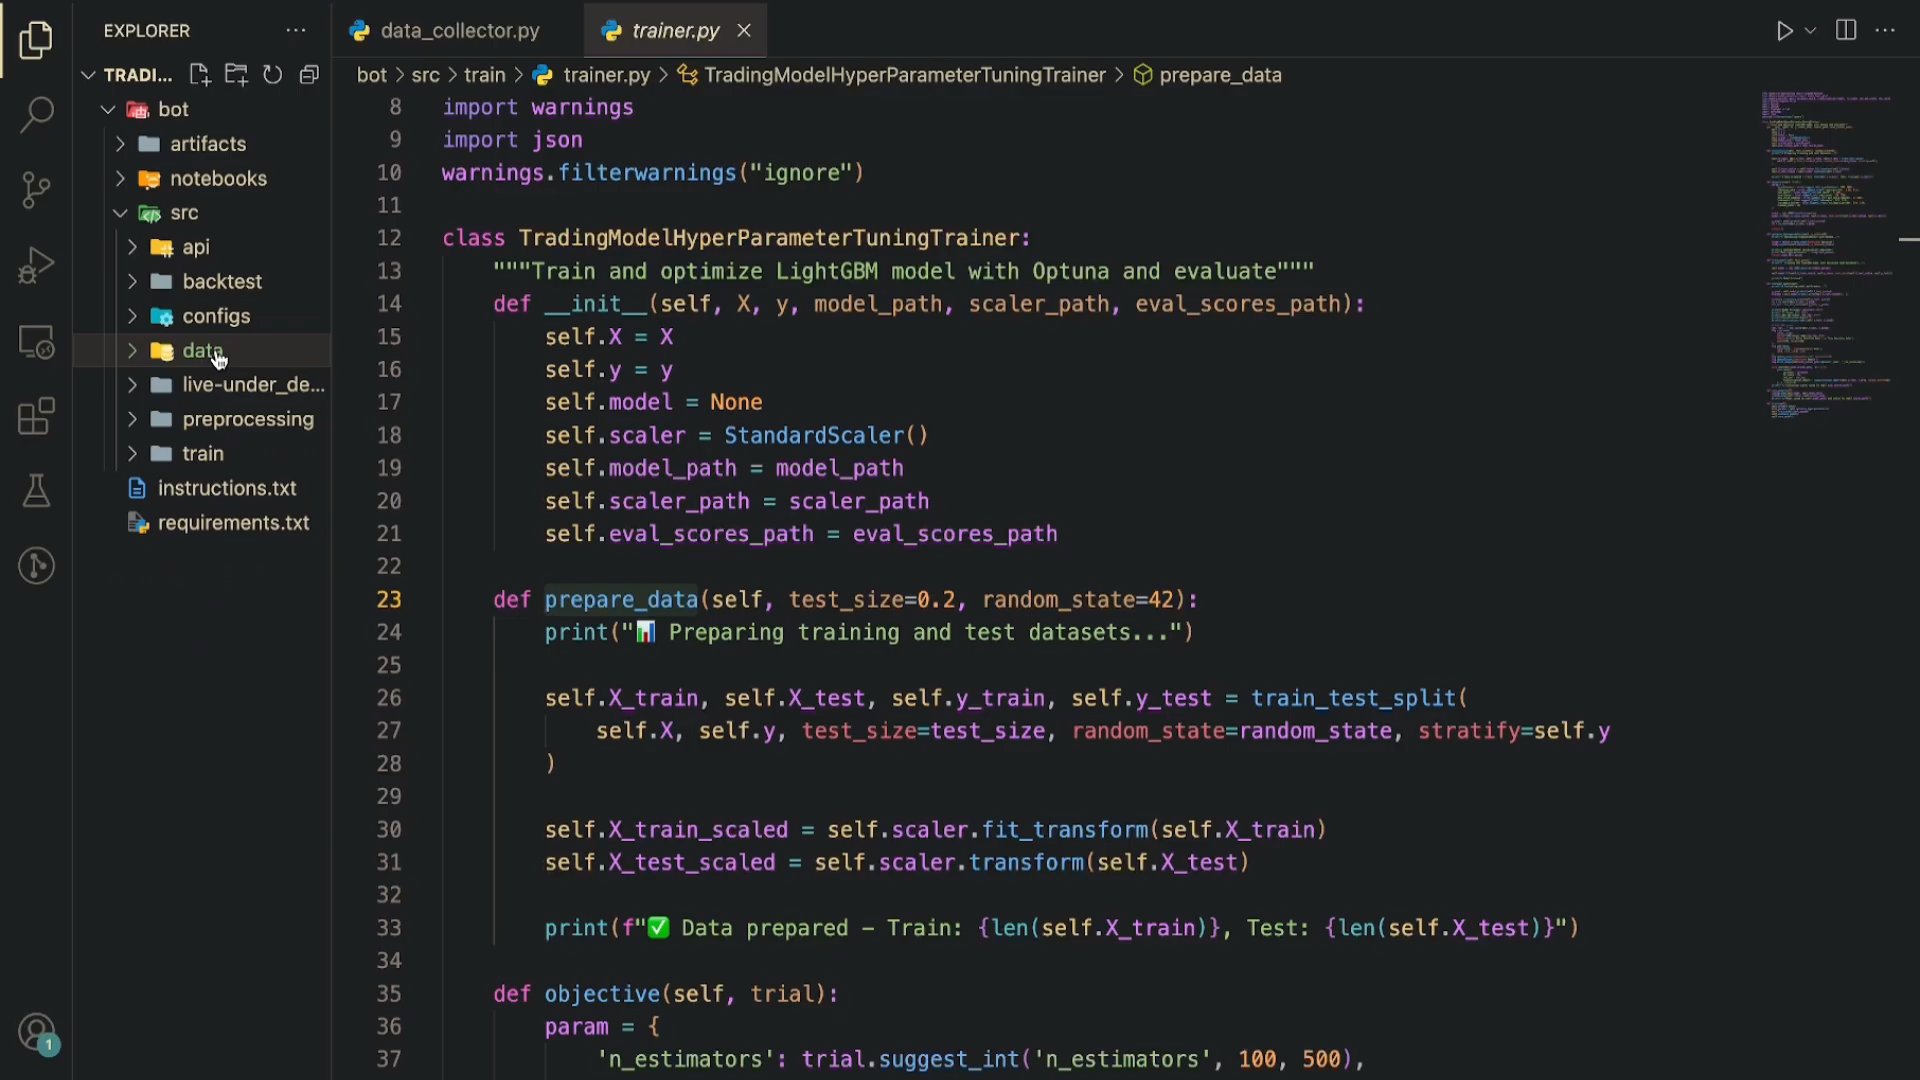 EXPLORER
TRADI...
bot
artifacts
notebooks
src
api
backtest
configs
data
live-under_de...
preprocessing
train
instructions.txt
requirements.txt
1
data_collector.py
trainer.py
bot > src > train > trainer.py > TradingModelHyperParameterTuningTrainer > prepare_data
8 import warnings
9 import json
10 warnings.filterwarnings("ignore")
11
12 class TradingModelHyperParameterTuningTrainer:
13 """Train and optimize LightGBM model with Optuna and evaluate"""
14 def __init__(self, X, y, model_path, scaler_path, eval_scores_path):
15 self.X = X
16 self.y = y
17 self.model = None
18 self.scaler = StandardScaler()
19 self.model_path = model_path
20 self.scaler_path = scaler_path
21 self.eval_scores_path = eval_scores_path
22
23 def prepare_data(self, test_size=0.2, random_state=42):
24 print("📊 Preparing training and test datasets...")
25
26 self.X_train, self.X_test, self.y_train, self.y_test = train_test_split(
27 self.X, self.y, test_size=test_size, random_state=random_state, stratify=self.y
28 )
29
30 self.X_train_scaled = self.scaler.fit_transform(self.X_train)
31 self.X_test_scaled = self.scaler.transform(self.X_test)
32
33 print(f"✅ Data prepared – Train: {len(self.X_train)}, Test: {len(self.X_test)}")
34
35 def objective(self, trial):
36 param = {
37 'n_estimators': trial.suggest_int('n_estimators', 100, 500),